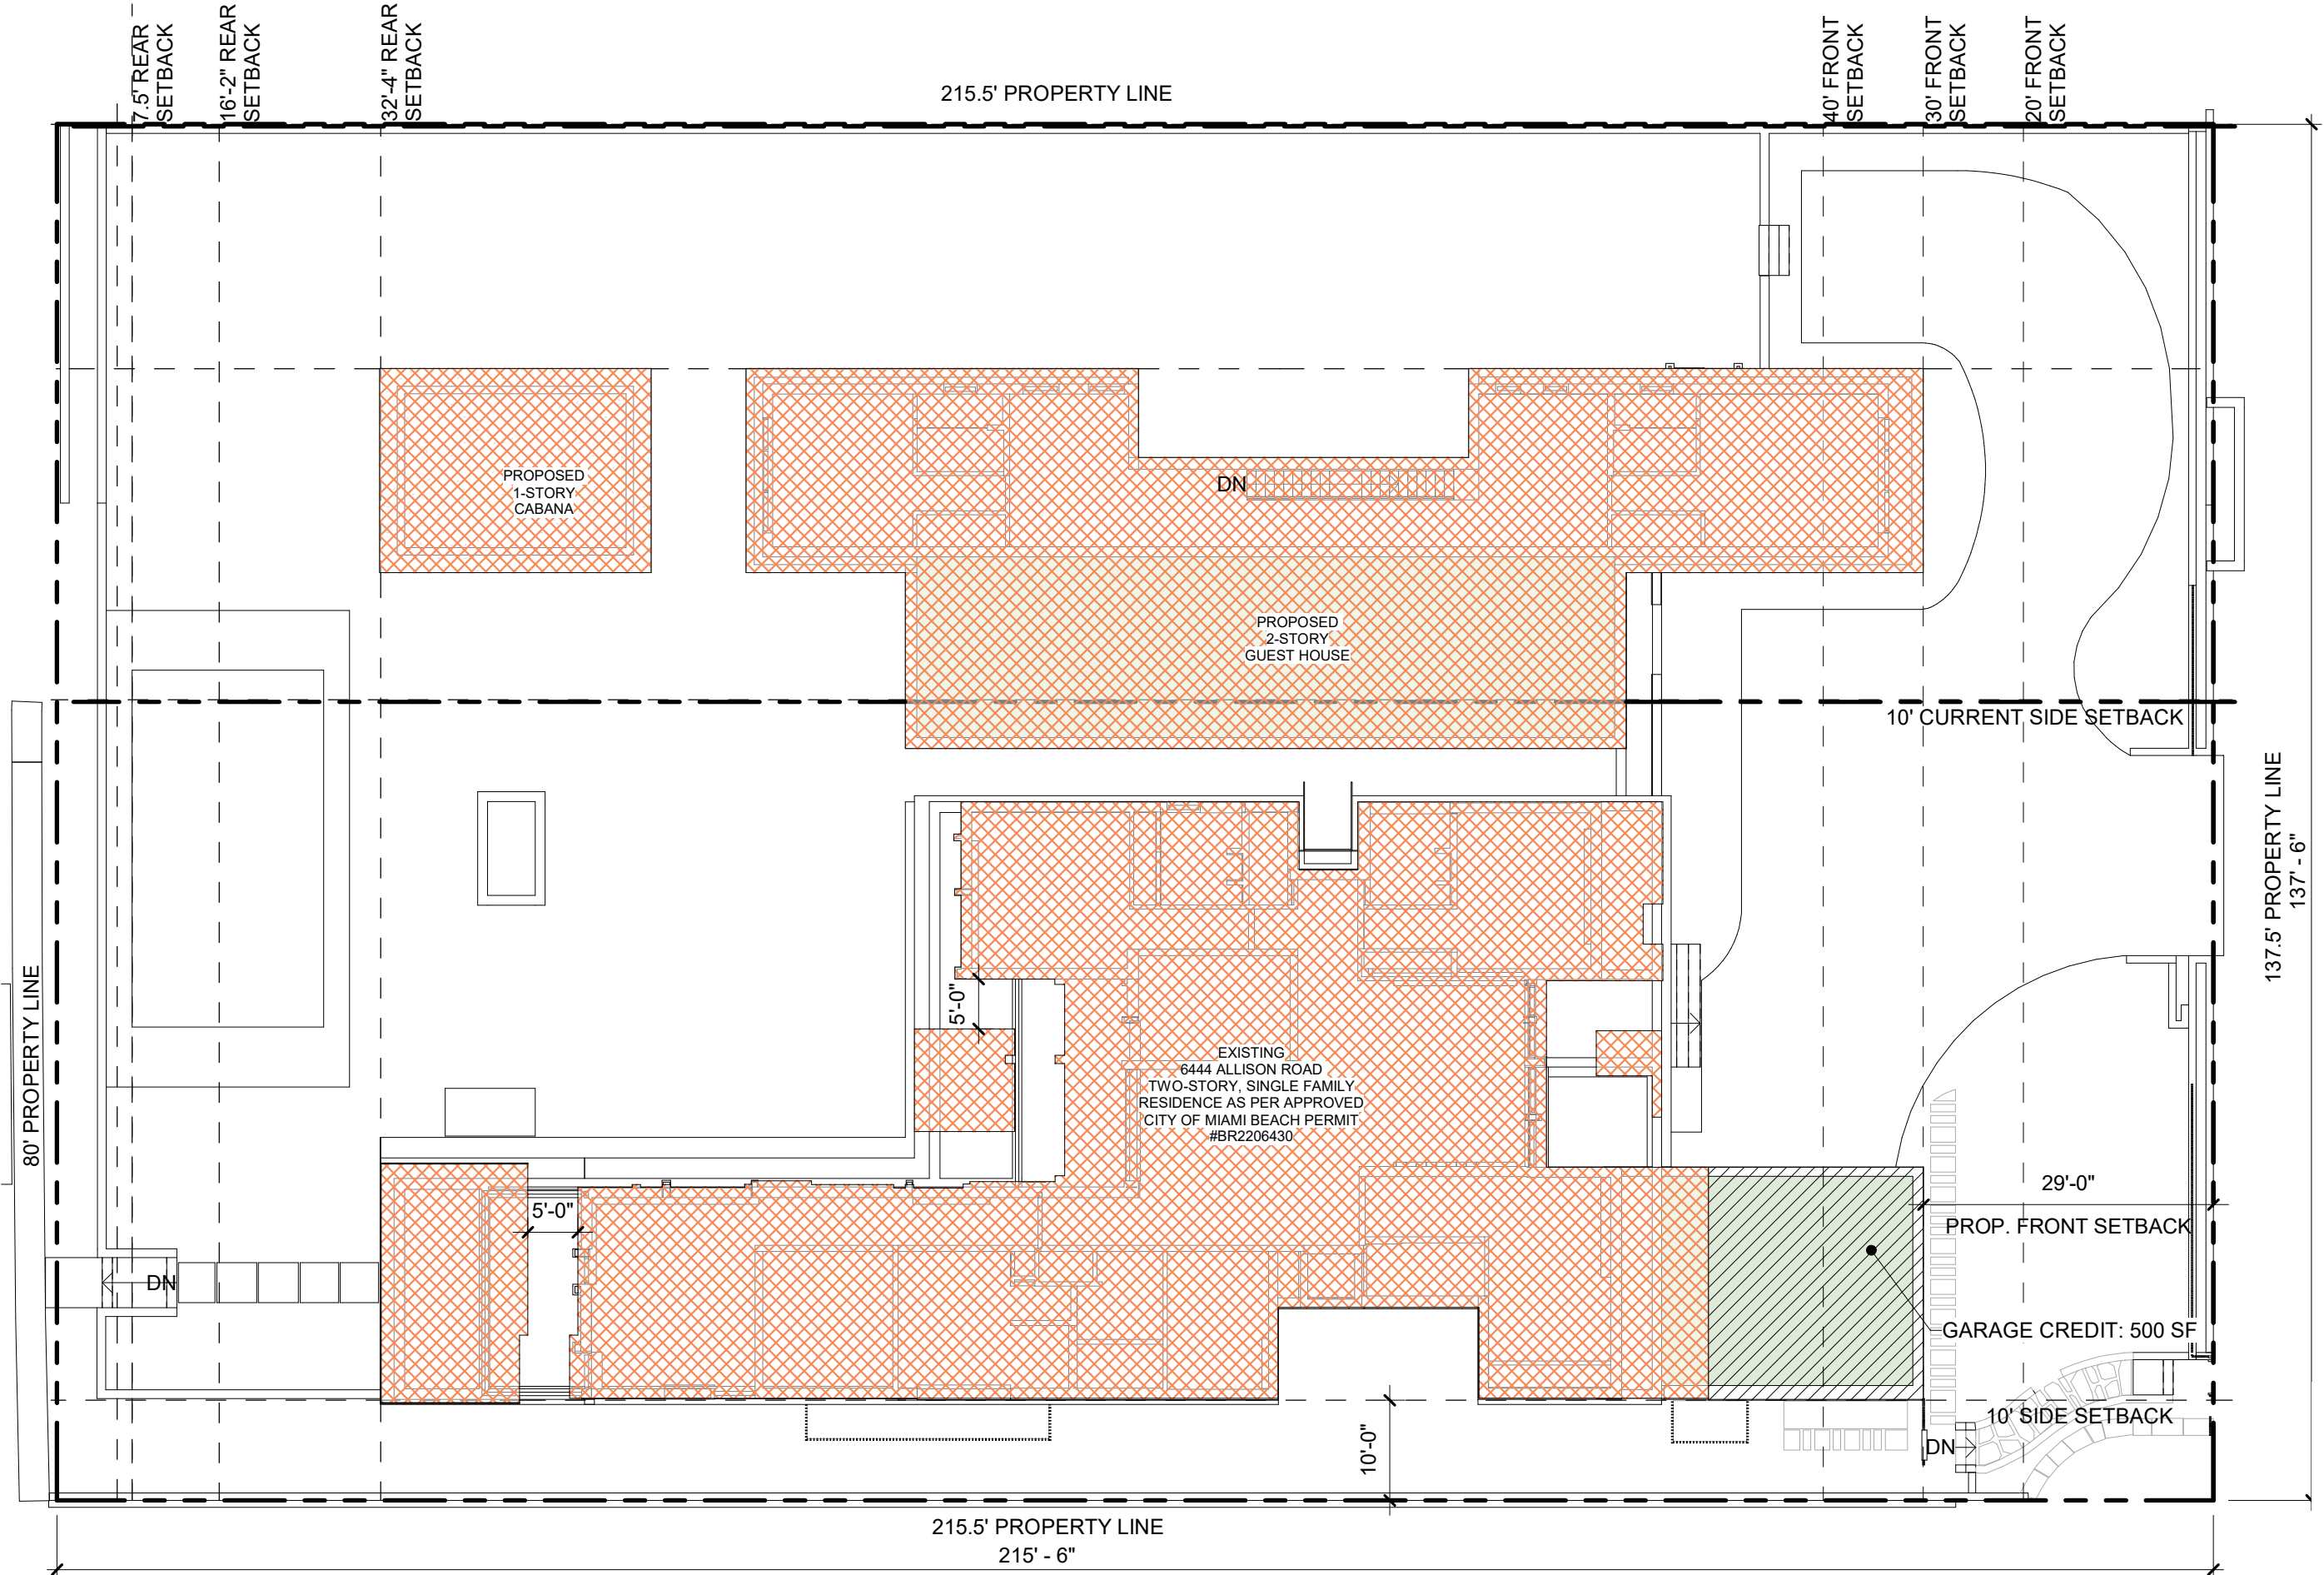 7.5' REAR
SETBACK
16'-2" REAR
SETBACK
32'-4" REAR
SETBACK
215.5' PROPERTY LINE
40' FRONT
SETBACK
30' FRONT
SETBACK
20' FRONT
SETBACK
PROPOSED
1-STORY
CABANA
DN
PROPOSED
2-STORY
GUEST HOUSE
10' CURRENT SIDE SETBACK
137.5' PROPERTY LINE
137' - 6"
80' PROPERTY LINE
5'-0"
EXISTING
6444 ALLISON ROAD
TWO-STORY, SINGLE FAMILY
RESIDENCE AS PER APPROVED
CITY OF MIAMI BEACH PERMIT
#BR2206430
5'-0"
29'-0"
PROP. FRONT SETBACK
DN
GARAGE CREDIT: 500 SF
10' SIDE SETBACK
10'-0"
DN
215.5' PROPERTY LINE
215' - 6"